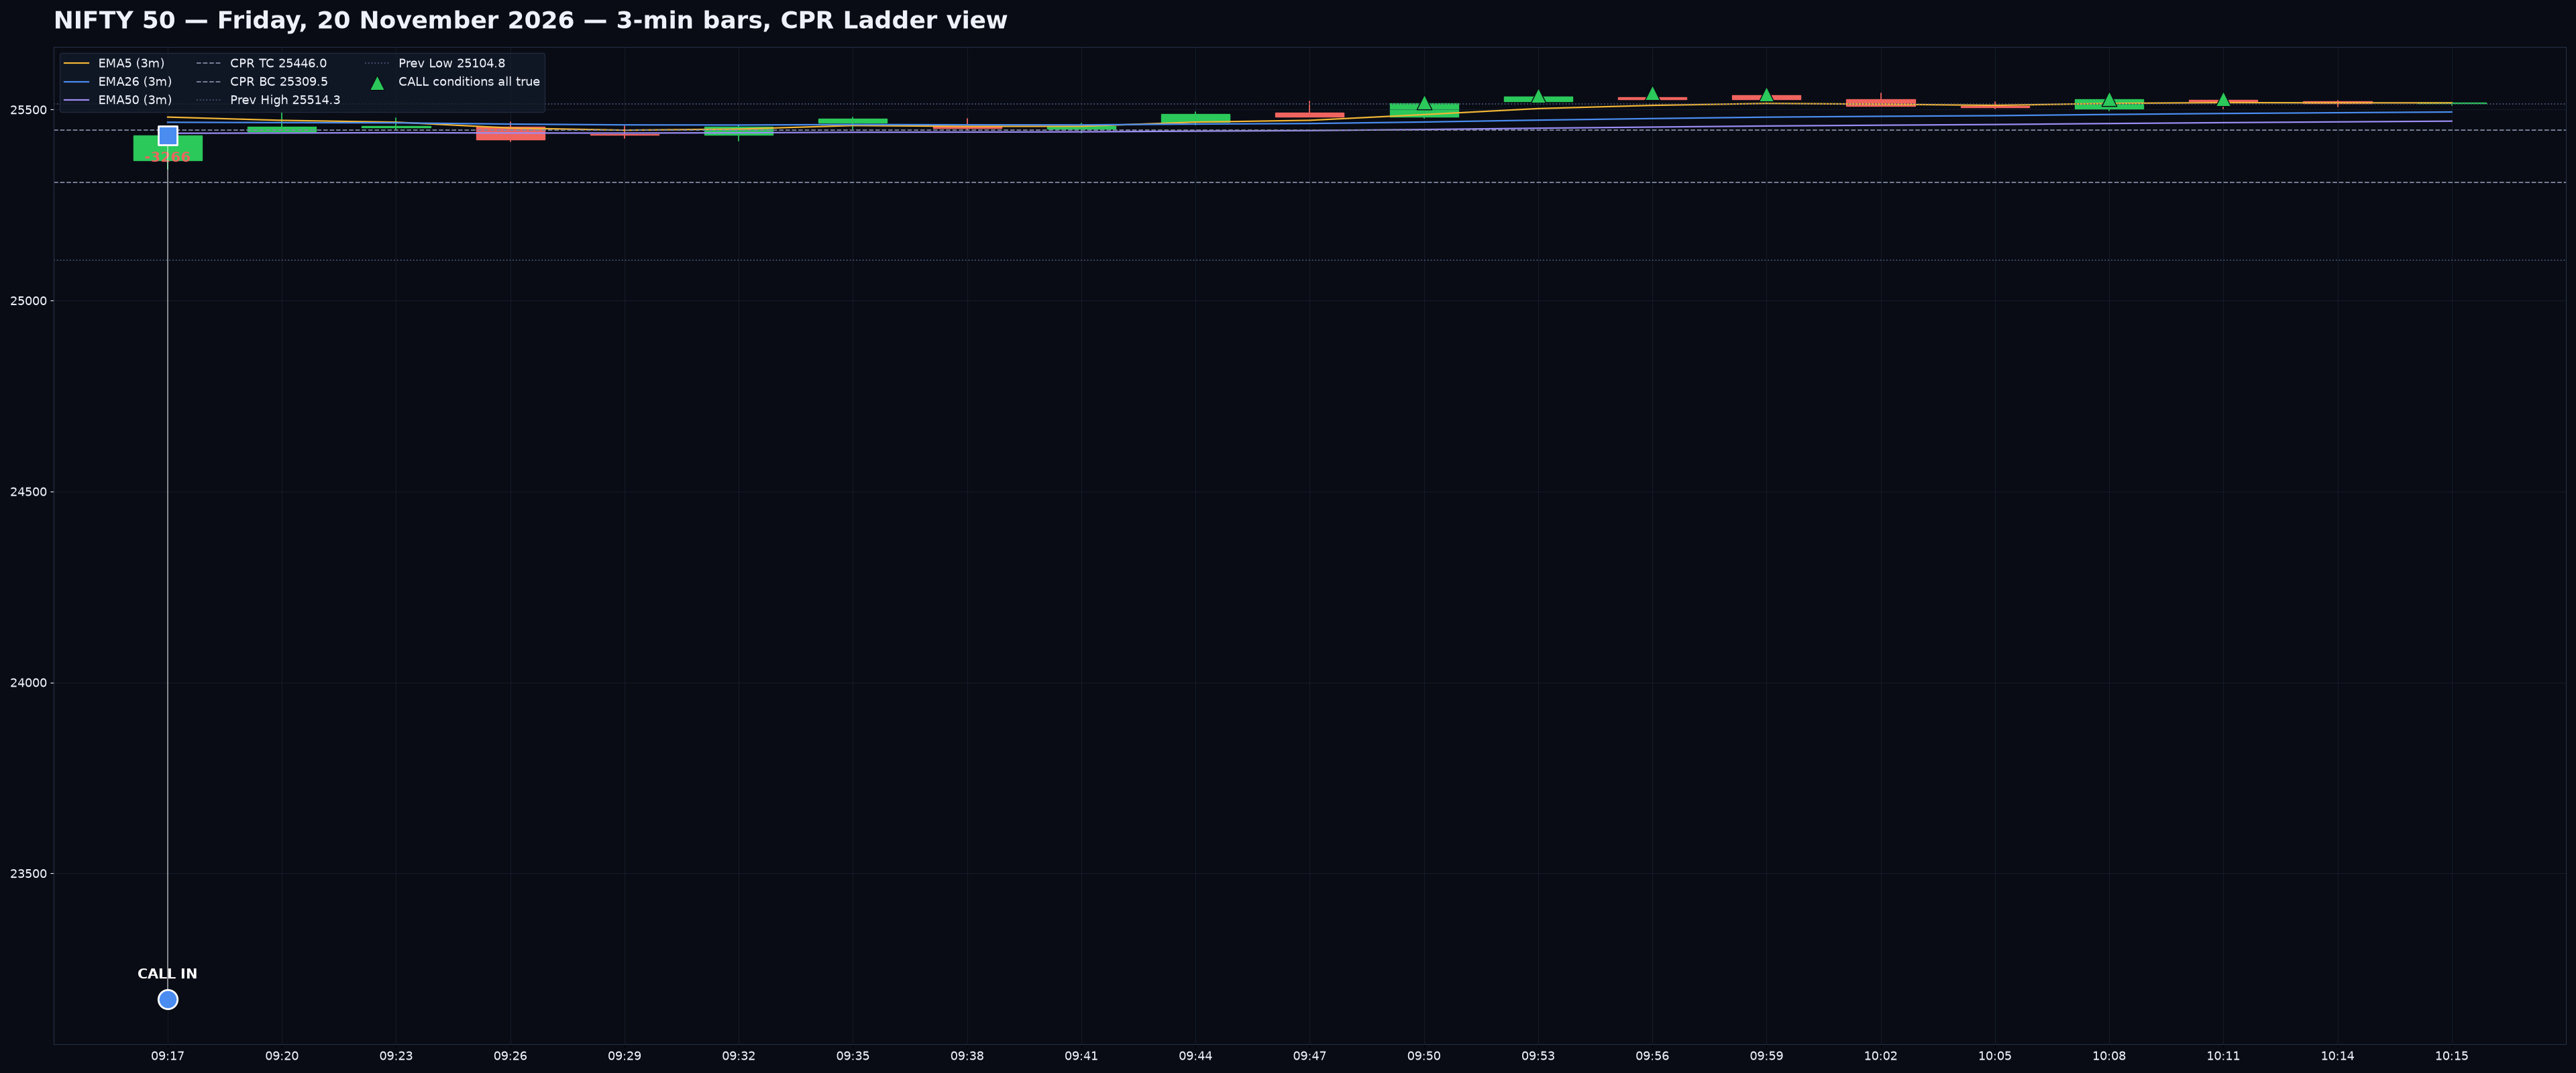 NIFTY 50 — Friday, 20 November 2026 — 3-min bars, CPR Ladder view
EMA5 (3m)
EMA26 (3m)
EMA50 (3m)
CPR TC 25446.0
CPR BC 25309.5
Prev High 25514.3
Prev Low 25104.8
CALL conditions all true
25500
25000
24500
24000
23500
-3266
CALL IN
09:17 09:20 09:23 09:26 09:29 09:32 09:35 09:38 09:41 09:44 09:47 09:50 09:53 09:56 09:59 10:02 10:05 10:08 10:11 10:14 10:15